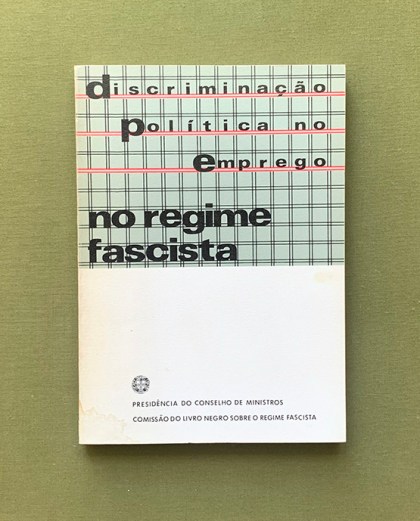 discriminação
política no
emprego
no regime
fascista
PRESIDÊNCIA DO CONSELHO DE MINISTROS
COMISSÃO DO LIVRO NEGRO SOBRE O REGIME FASCISTA